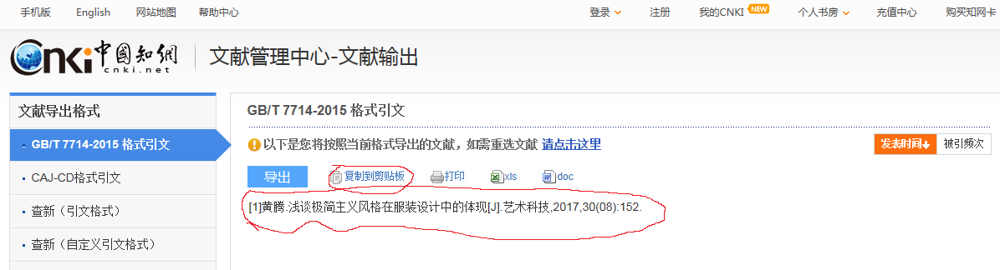 手机版 English 网站地图 帮助中心 登录 注册 我的CNKI NEW 个人书房 充值中心 购买知网卡
Cnki 中国知網 cnki.net 文献管理中心-文献输出
文献导出格式
GB/T 7714-2015 格式引文
CAJ-CD格式引文
查新（引文格式）
查新（自定义引文格式）
GB/T 7714-2015 格式引文
以下是您将按照当前格式导出的文献，如需重选文献 请点击这里 发表时间 被引频次
导出 复制到剪贴板 打印 xls doc
[1]黄腾.浅谈极简主义风格在服装设计中的体现[J].艺术科技,2017,30(08):152.